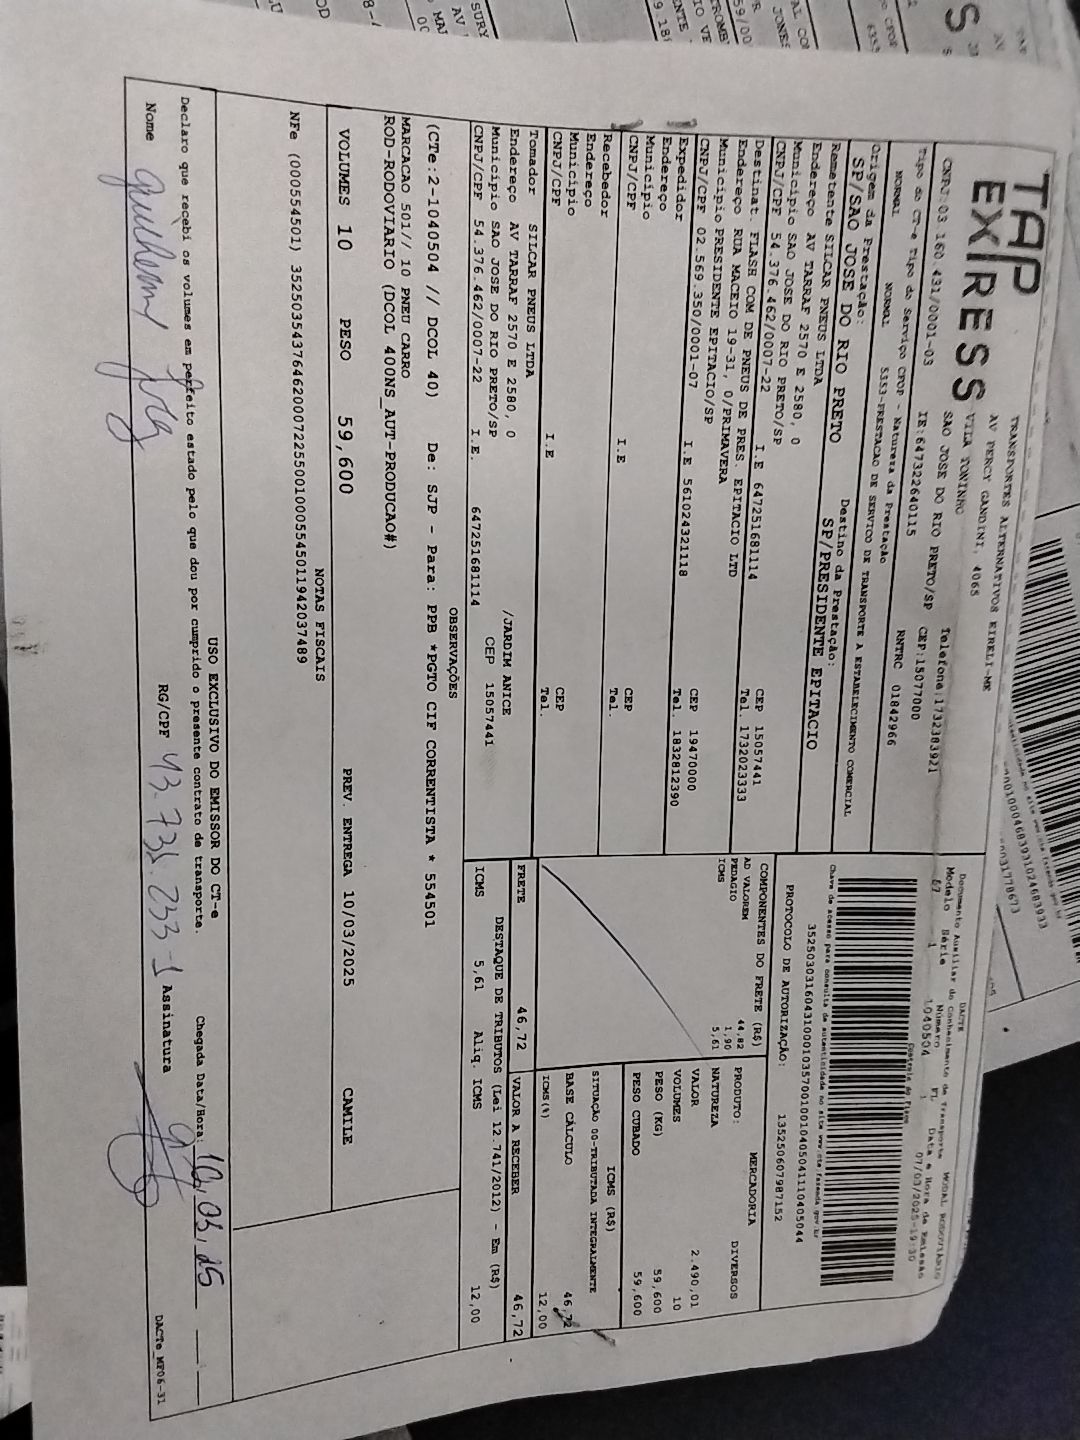 TAP
EXPRESS
TRANSPORTES ALTERNATIVOS EIRELI-ME
AV PERCY GANDINI, 4065
VILA TONINHO
SAO JOSE DO RIO PRETO/SP Telefone:1732383921
CNPJ:03.160.431/0001-03 IE:647322640115 CEP:15077000
RNTRC 01842966
Tipo do CT-e Tipo do Serviço CFOP - Natureza da Prestação
NORMAL NORMAL 5353-PRESTACAO DE SERVICO DE TRANSPORTE A ESTABELECIMENTO COMERCIAL
DACTE MODAL RODOVIÁRIO
Documento Auxiliar do Conhecimento de Transporte
Modelo Série Número FL Data e Hora de Emissão
67 1 1040504 1 07/03/2025-19:30
Controle do Fisco
Chave de acesso para consulta de autenticidade no site www.cte.fazenda.gov.br
35250303160431000103570010010405041110405044
PROTOCOLO DE AUTORIZAÇÃO: 135250607987152
Origem da Prestação: Destino da Prestação:
SP/SAO JOSE DO RIO PRETO SP/PRESIDENTE EPITACIO
Remetente SILCAR PNEUS LTDA
Endereço AV TARRAF 2570 E 2580, 0
Município SAO JOSE DO RIO PRETO/SP CEP 15057441
CNPJ/CPF 54.376.462/0007-22 I.E 647251681114 Tel. 1732023333
Destinat. FLASH COM DE PNEUS DE PRES. EPITACIO LTD
Endereço RUA MACEIO 19-31, 0/PRIMAVERA
Município PRESIDENTE EPITACIO/SP CEP 19470000
CNPJ/CPF 02.569.350/0001-07 I.E 561024321118 Tel. 1832812390
Expedidor
Endereço
Município CEP
CNPJ/CPF I.E Tel.
Recebedor
Endereço
Município CEP
CNPJ/CPF I.E Tel.
Tomador SILCAR PNEUS LTDA
Endereço AV TARRAF 2570 E 2580, 0 /JARDIM ANICE
Município SAO JOSE DO RIO PRETO/SP CEP 15057441
CNPJ/CPF 54.376.462/0007-22 I.E. 647251681114
COMPONENTES DO FRETE (R$)
AD VALOREM 44,82
PEDAGIO 1,90
ICMS 5,61
PRODUTO: MERCADORIA
NATUREZA DIVERSOS
VALOR 2.490,01
VOLUMES 10
PESO (KG) 59,600
PESO CUBADO 59,600
ICMS (R$)
SITUAÇÃO 00-TRIBUTADA INTEGRALMENTE
BASE CÁLCULO 46,72
ICMS(%) 12,00
FRETE 46,72 VALOR A RECEBER 46,72
DESTAQUE DE TRIBUTOS (Lei 12.741/2012) - Em (R$)
ICMS 5,61 Aliq. ICMS 12,00
OBSERVAÇÕES
(CTe:2-1040504 // DCOL 40) De: SJP - Para: PPB *PGTO CIF CORRENTISTA * 554501
MARCACAO 501// 10 PNEU CARRO
ROD-RODOVIARIO (DCOL 400NS_AUT-PRODUCAO#)
VOLUMES 10 PESO 59,600 PREV. ENTREGA 10/03/2025 CAMILE
NOTAS FISCAIS
NFe (000554501) 35250354376462000722550010005545011942037489
USO EXCLUSIVO DO EMISSOR DO CT-e
Declaro que recebi os volumes em perfeito estado pelo que dou por cumprido o presente contrato de transporte. Chegada Data/Hora: 10,03,25
Nome RG/CPF 43.735.233-1 Assinatura
DACTe_MF06-31